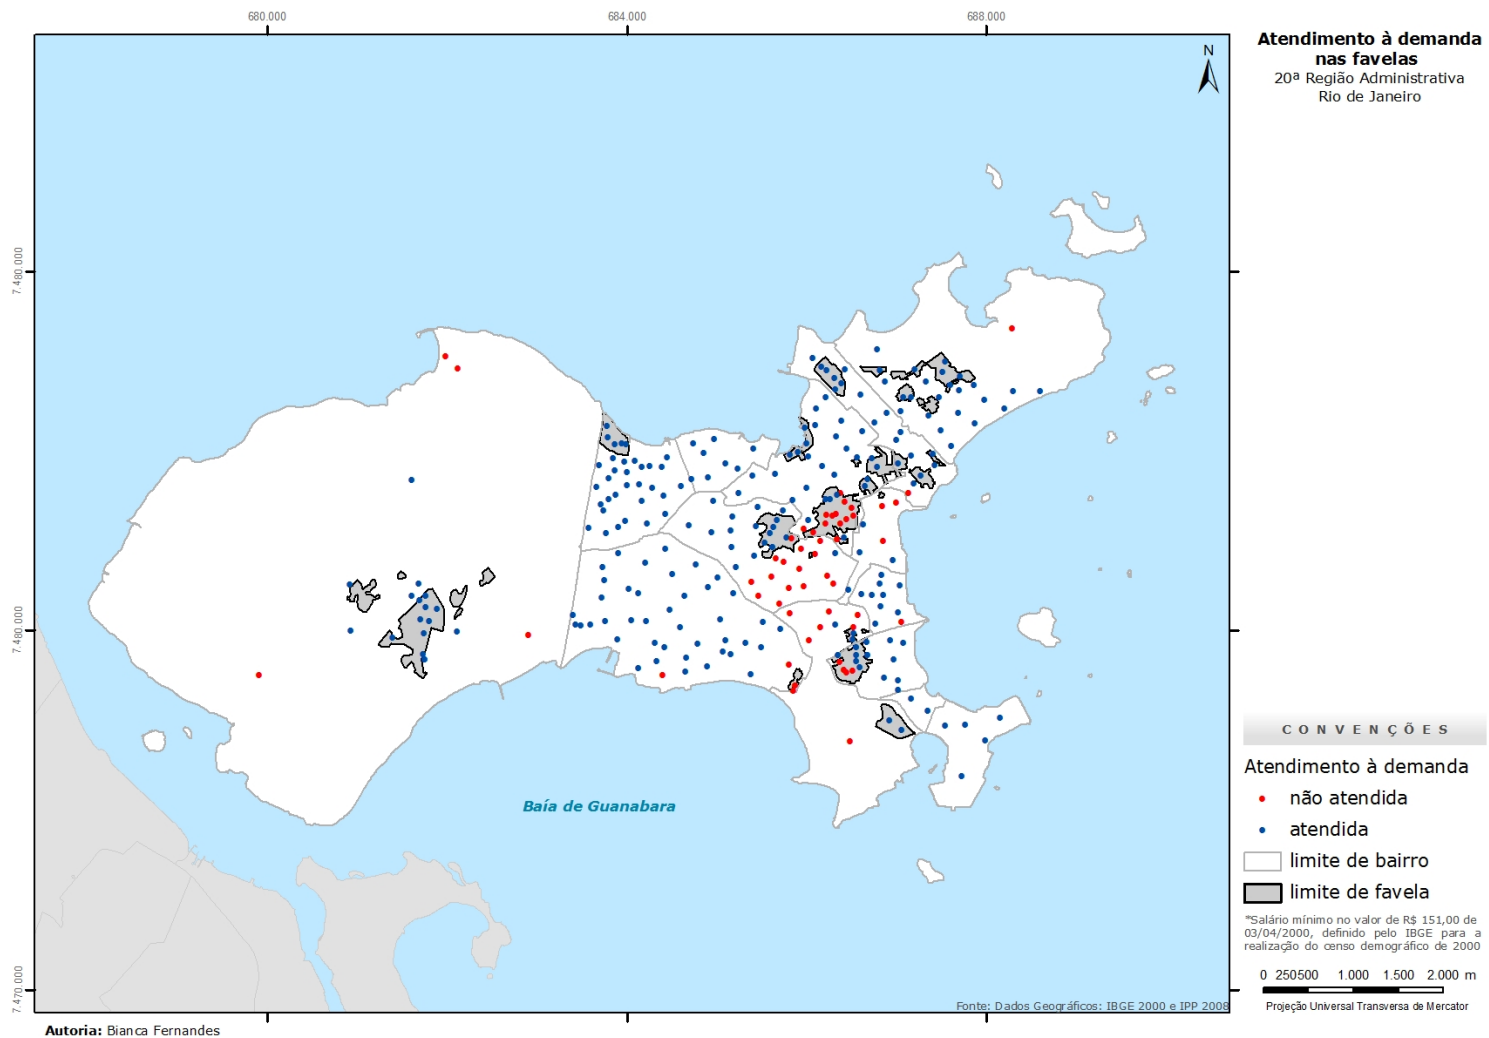 680.000
684.000
688.000
Atendimento à demanda
nas favelas
20ª Região Administrativa
Rio de Janeiro
N
7.480.000
7.480.000
7.470.000
Baía de Guanabara
CONVENÇÕES
Atendimento à demanda
não atendida
atendida
limite de bairro
limite de favela
*Salário mínimo no valor de R$ 151,00 de
03/04/2000, definido pelo IBGE para a
realização do censo demográfico de 2000
0 250500 1.000 1.500 2.000 m
Projeção Universal Transversa de Mercator
Fonte: Dados Geográficos: IBGE 2000 e IPP 2008
Autoria: Bianca Fernandes